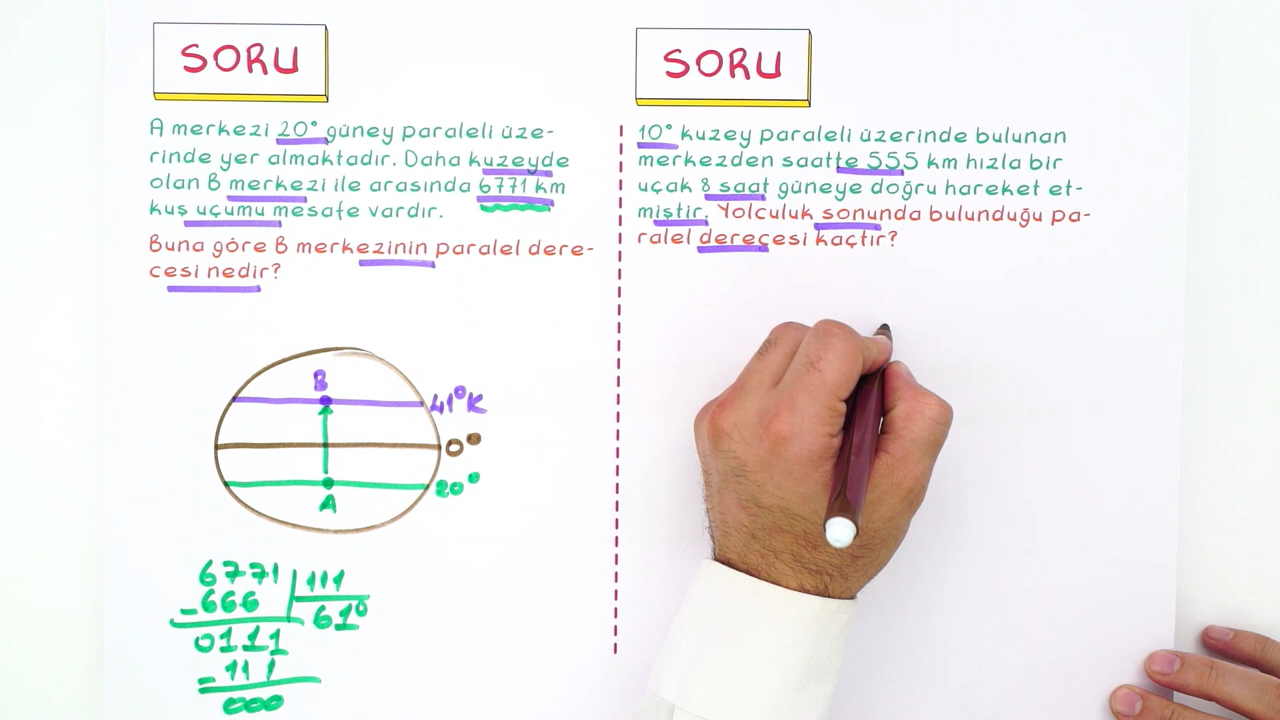 SORU
A merkezi 20° güney paraleli üze-
rinde yer almaktadır. Daha kuzeyde
olan B merkezi ile arasında 6771 km
kuş uçumu mesafe vardır.
Buna göre B merkezinin paralel dere-
cesi nedir?
B
41°K
0°
20°
A
6771 111
-666 61°
0111
-111
000
SORU
10° kuzey paraleli üzerinde bulunan
merkezden saatte 555 km hızla bir
uçak 8 saat güneye doğru hareket et-
miştir. Yolculuk sonunda bulunduğu pa-
ralel derecesi kaçtır?